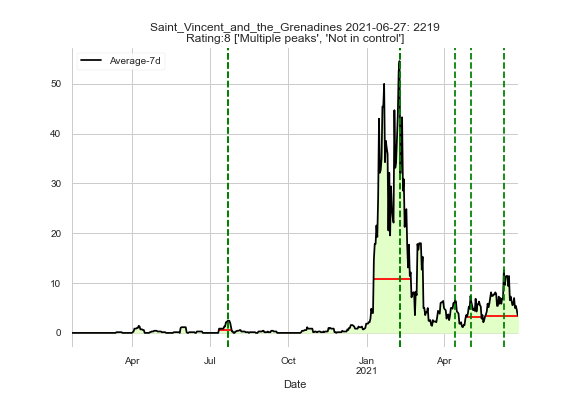 Saint_Vincent_and_the_Grenadines 2021-06-27: 2219
Rating:8 ['Multiple peaks', 'Not in control']
Average-7d
50
40
30
20
10
0
Apr Jul Oct Jan Apr
2021
Date